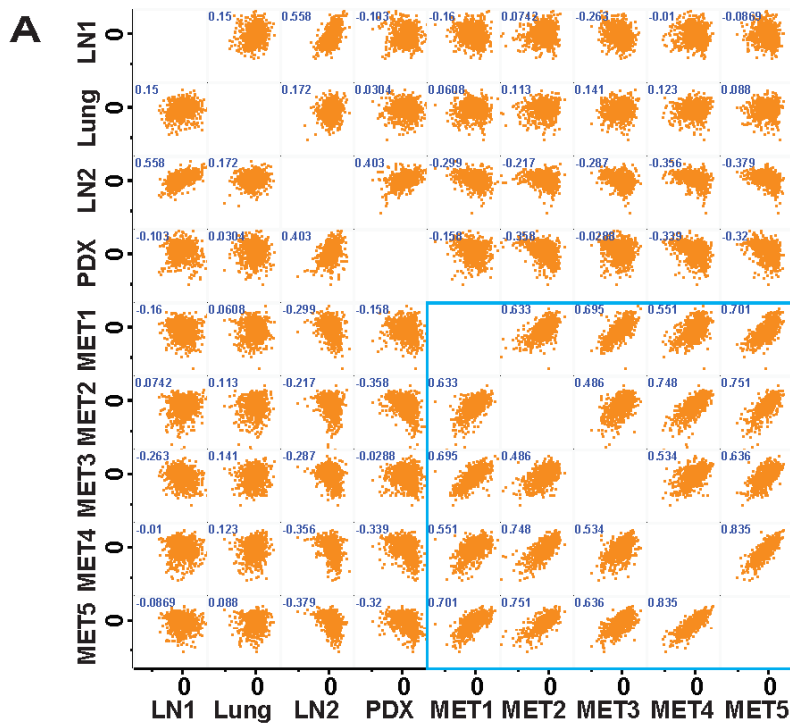 A
LN1 0 0.15 0.558 -0.103 -0.16 0.0742 -0.263 -0.01 -0.0869
Lung 0 0.15 0.172 0.0304 0.0608 0.113 0.141 0.123 0.088
LN2 0 0.558 0.172 0.403 -0.299 -0.217 -0.287 -0.356 -0.379
PDX 0 -0.103 0.0304 0.403 -0.158 -0.358 -0.0288 -0.339 -0.32
MET1 0 -0.16 0.0608 -0.299 -0.158 0.633 0.695 0.551 0.701
MET2 0 0.0742 0.113 -0.217 -0.358 0.633 0.486 0.748 0.751
MET3 0 -0.263 0.141 -0.287 -0.0288 0.695 0.486 0.534 0.636
MET4 0 -0.01 0.123 -0.356 -0.339 0.551 0.748 0.534 0.835
MET5 0 -0.0869 0.088 -0.379 -0.32 0.701 0.751 0.636 0.835
0 0 0 0 0 0 0 0 0
LN1 Lung LN2 PDX MET1 MET2 MET3 MET4 MET5